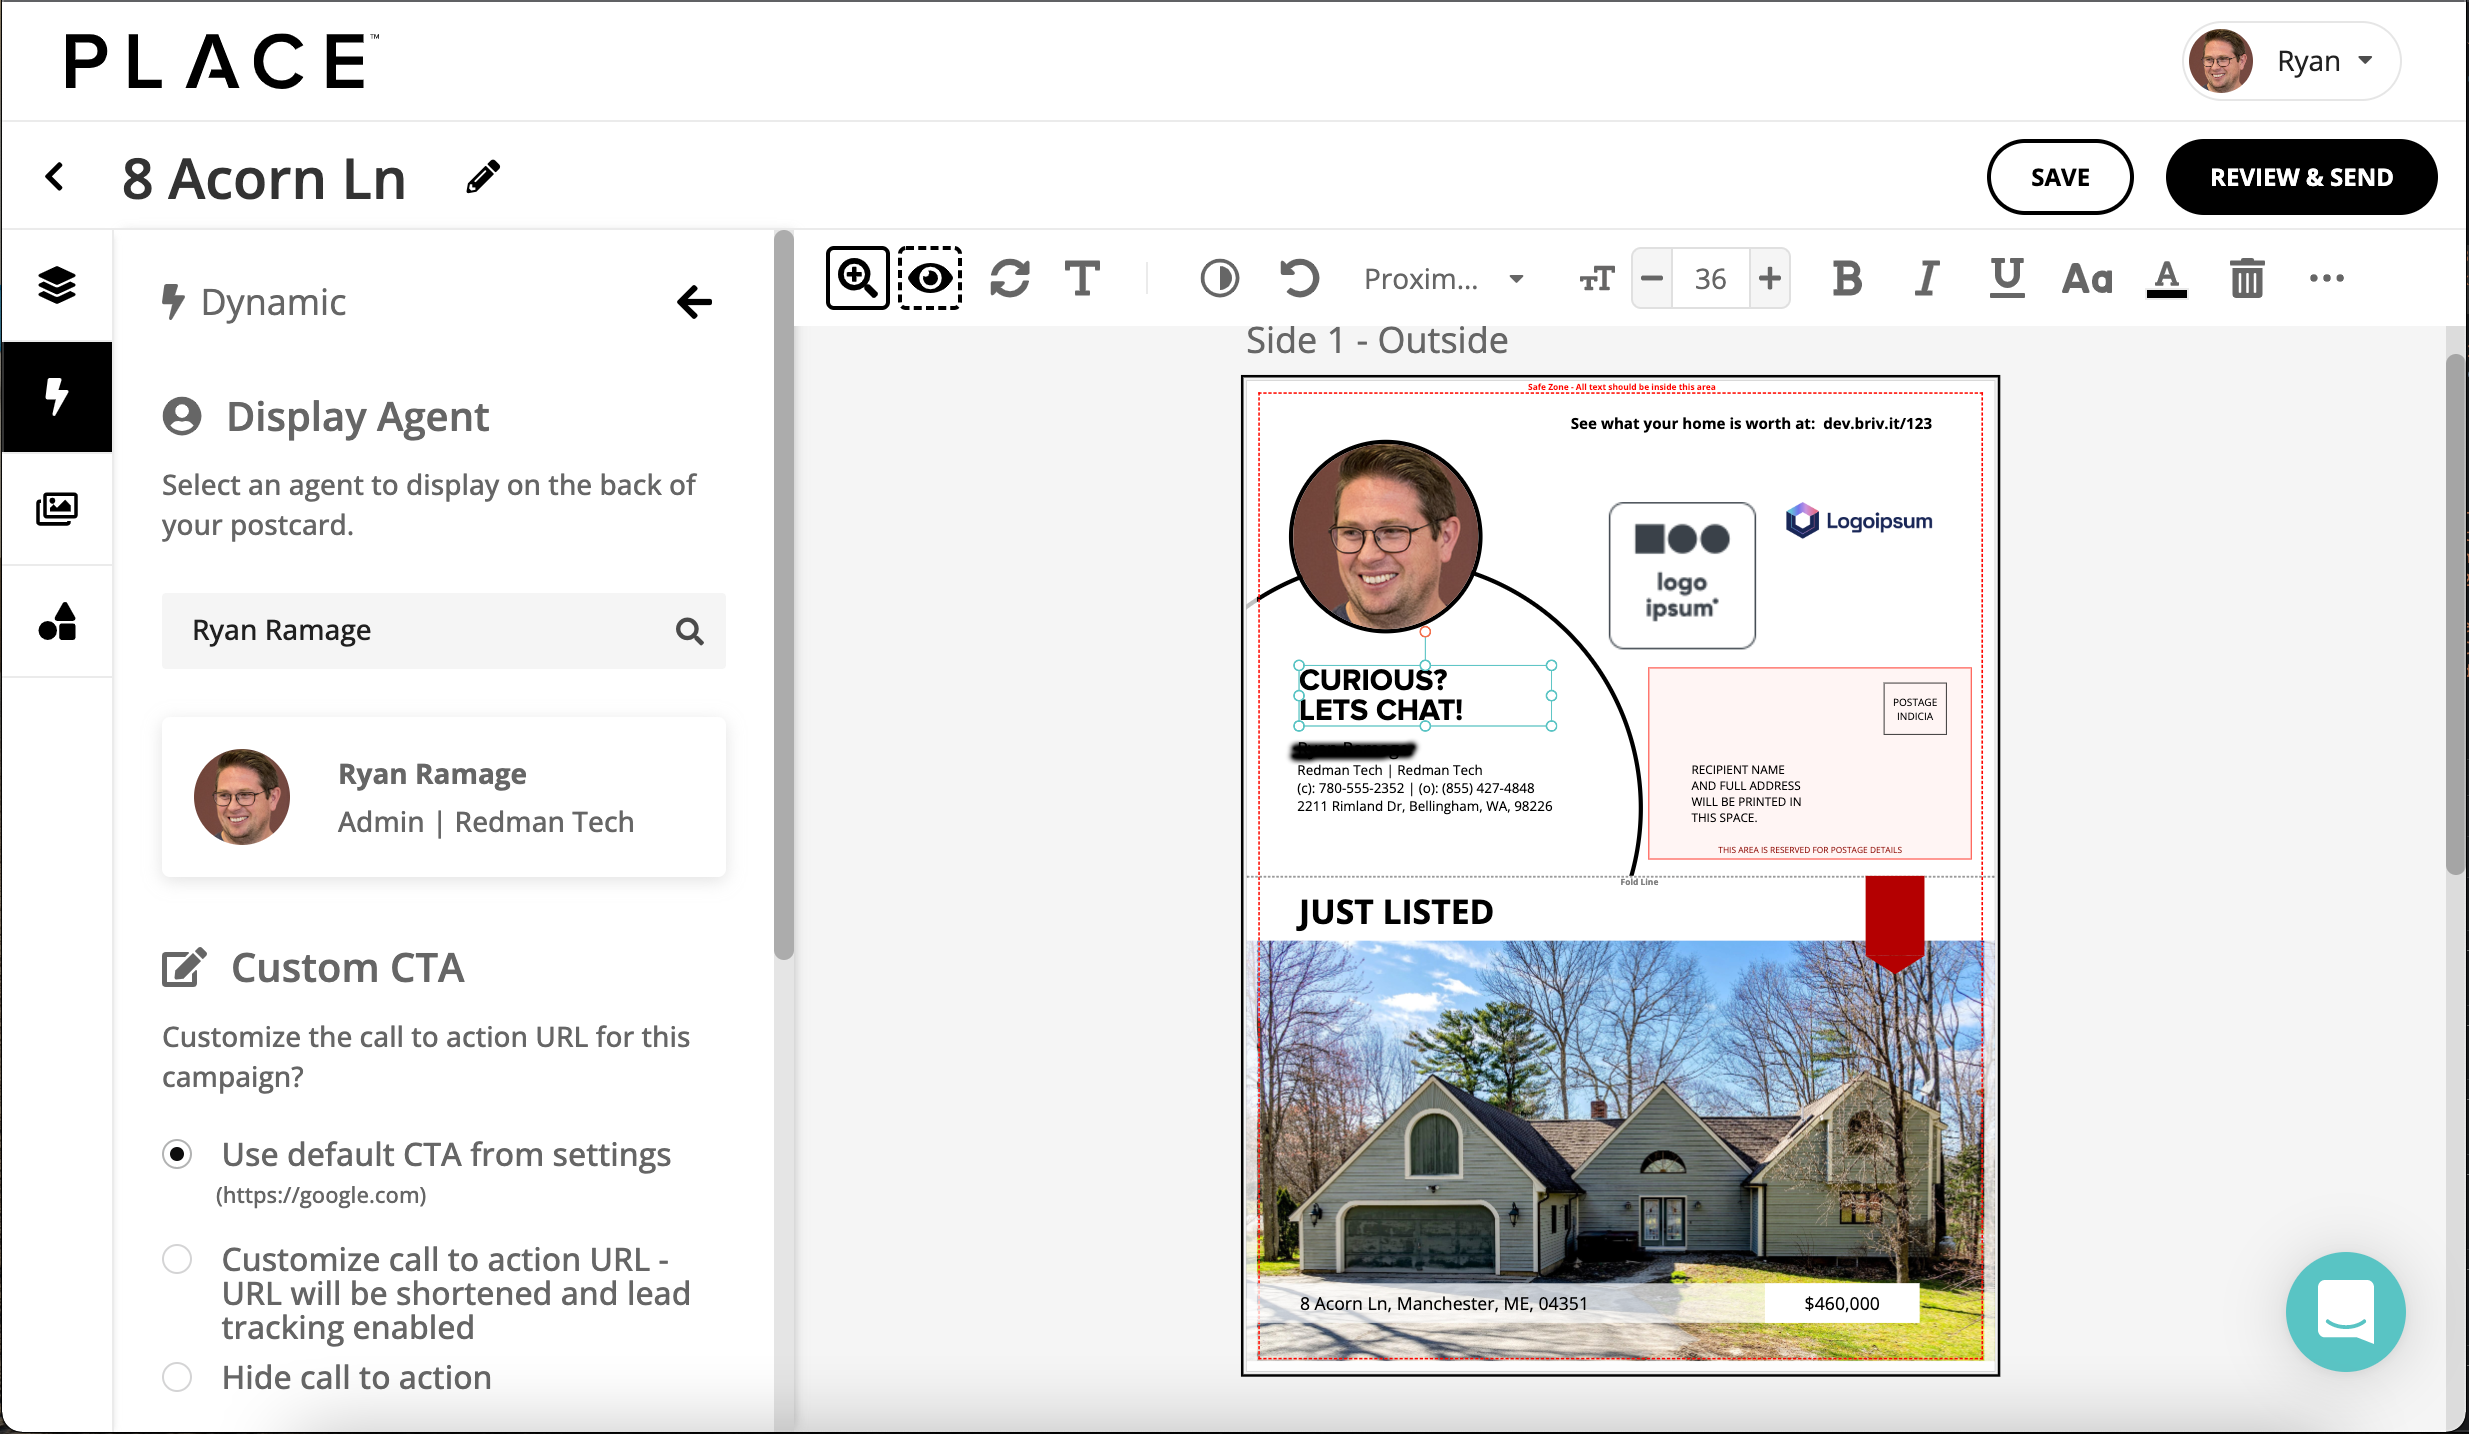 PLACE™
Ryan
8 Acorn Ln
SAVE
REVIEW & SEND
Dynamic
Display Agent
Select an agent to display on the back of
your postcard.
Ryan Ramage
Ryan Ramage
Admin | Redman Tech
Custom CTA
Customize the call to action URL for this
campaign?
Use default CTA from settings
(https://google.com)
Customize call to action URL -
URL will be shortened and lead
tracking enabled
Hide call to action
T
Proxim...
TT
36
B
I
U
Aa
A
Side 1 - Outside
Safe Zone - All text should be inside this area
See what your home is worth at: dev.briv.it/123
logo
ipsum
Logoipsum
CURIOUS?
LETS CHAT!
Redman Tech | Redman Tech
(c): 780-555-2352 | (o): (855) 427-4848
2211 Rimland Dr, Bellingham, WA, 98226
POSTAGE
INDICIA
RECIPIENT NAME
AND FULL ADDRESS
WILL BE PRINTED IN
THIS SPACE.
THIS AREA IS RESERVED FOR POSTAGE DETAILS
Fold Line
JUST LISTED
8 Acorn Ln, Manchester, ME, 04351
$460,000